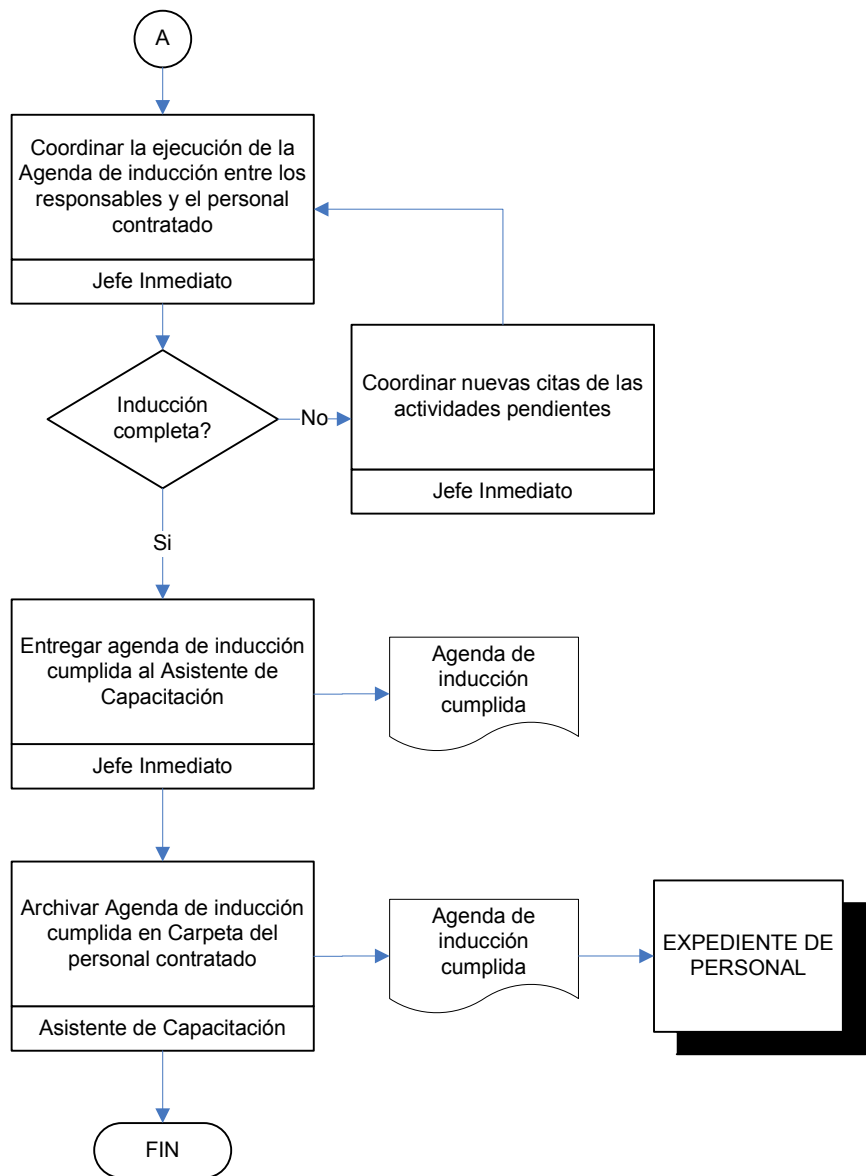 A
Coordinar la ejecución de la
Agenda de inducción entre los
responsables y el personal
contratado
Jefe Inmediato
Inducción
completa?
No
Coordinar nuevas citas de las
actividades pendientes
Jefe Inmediato
Si
Entregar agenda de inducción
cumplida al Asistente de
Capacitación
Jefe Inmediato
Agenda de
inducción
cumplida
Archivar Agenda de inducción
cumplida en Carpeta del
personal contratado
Asistente de Capacitación
Agenda de
inducción
cumplida
EXPEDIENTE DE
PERSONAL
FIN